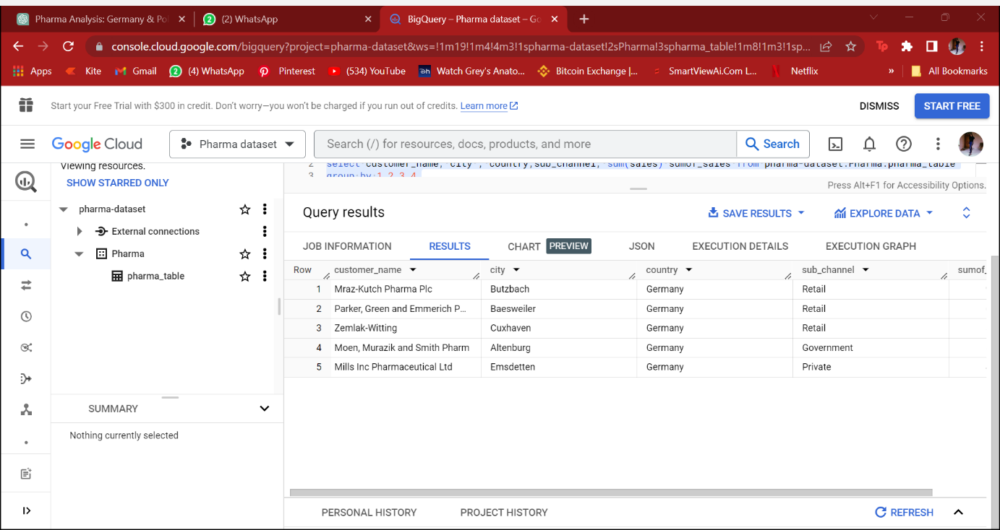 Pharma Analysis: Germany & Pol
(2) WhatsApp
BigQuery – Pharma dataset – Go
console.cloud.google.com/bigquery?project=pharma-dataset&ws=!1m19!1m4!4m3!1spharma-dataset!2sPharma!3spharma_table!1m8!1m3!1sp...
Apps Kite Gmail (4) WhatsApp Pinterest (534) YouTube Watch Grey's Anato... Bitcoin Exchange |... SmartViewAi.Com L... Netflix » All Bookmarks
Start your Free Trial with $300 in credit. Don't worry—you won't be charged if you run out of credits. Learn more
DISMISS START FREE
Google Cloud Pharma dataset Search (/) for resources, docs, products, and more Search
Viewing resources.
SHOW STARRED ONLY
pharma-dataset
External connections
Pharma
pharma_table
SUMMARY
Nothing currently selected
2 select customer_name, city, country,sub_channel, sum(sales) sumof_sales from pharma-dataset.Pharma.pharma_table
3 group by 1,2,3,4
Press Alt+F1 for Accessibility Options.
Query results SAVE RESULTS EXPLORE DATA
JOB INFORMATION RESULTS CHART PREVIEW JSON EXECUTION DETAILS EXECUTION GRAPH
Row customer_name city country sub_channel sumof_
1 Mraz-Kutch Pharma Plc Butzbach Germany Retail
2 Parker, Green and Emmerich P... Baesweiler Germany Retail
3 Zemlak-Witting Cuxhaven Germany Retail
4 Moen, Murazik and Smith Pharm Altenburg Germany Government
5 Mills Inc Pharmaceutical Ltd Emsdetten Germany Private
PERSONAL HISTORY PROJECT HISTORY REFRESH